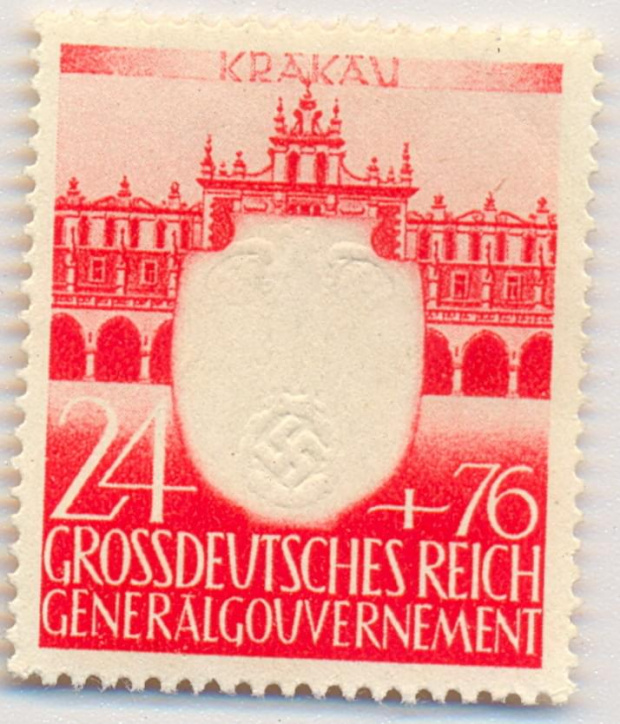 KRAKAU
24 + 76
GROSSDEUTSCHES REICH
GENERALGOUVERNEMENT